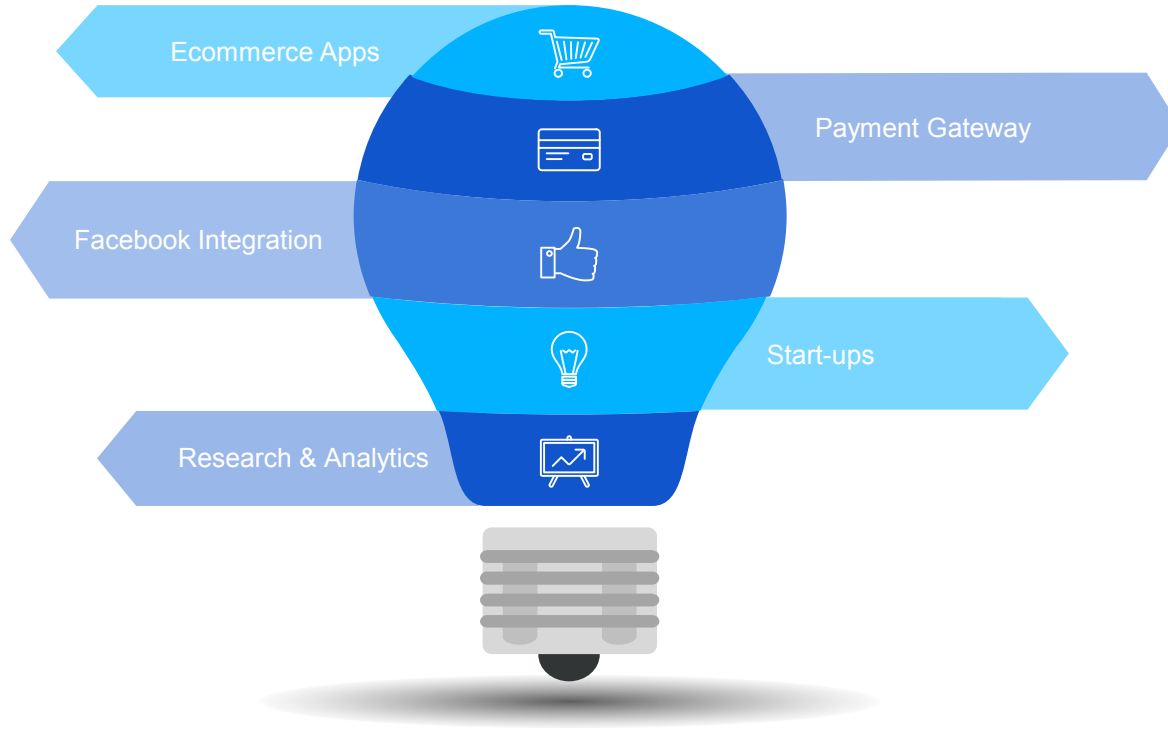 Ecommerce Apps
Payment Gateway
Facebook Integration
Start-ups
Research & Analytics